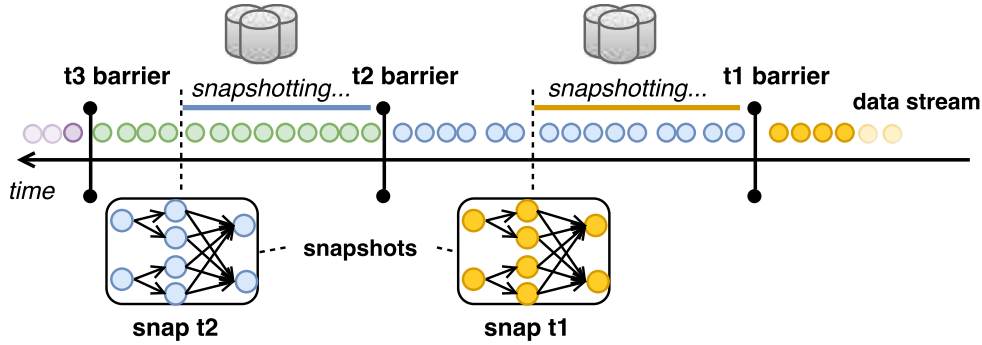 t3 barrier
snapshotting...
t2 barrier
snapshotting...
t1 barrier
data stream
time
snapshots
snap t2
snap t1